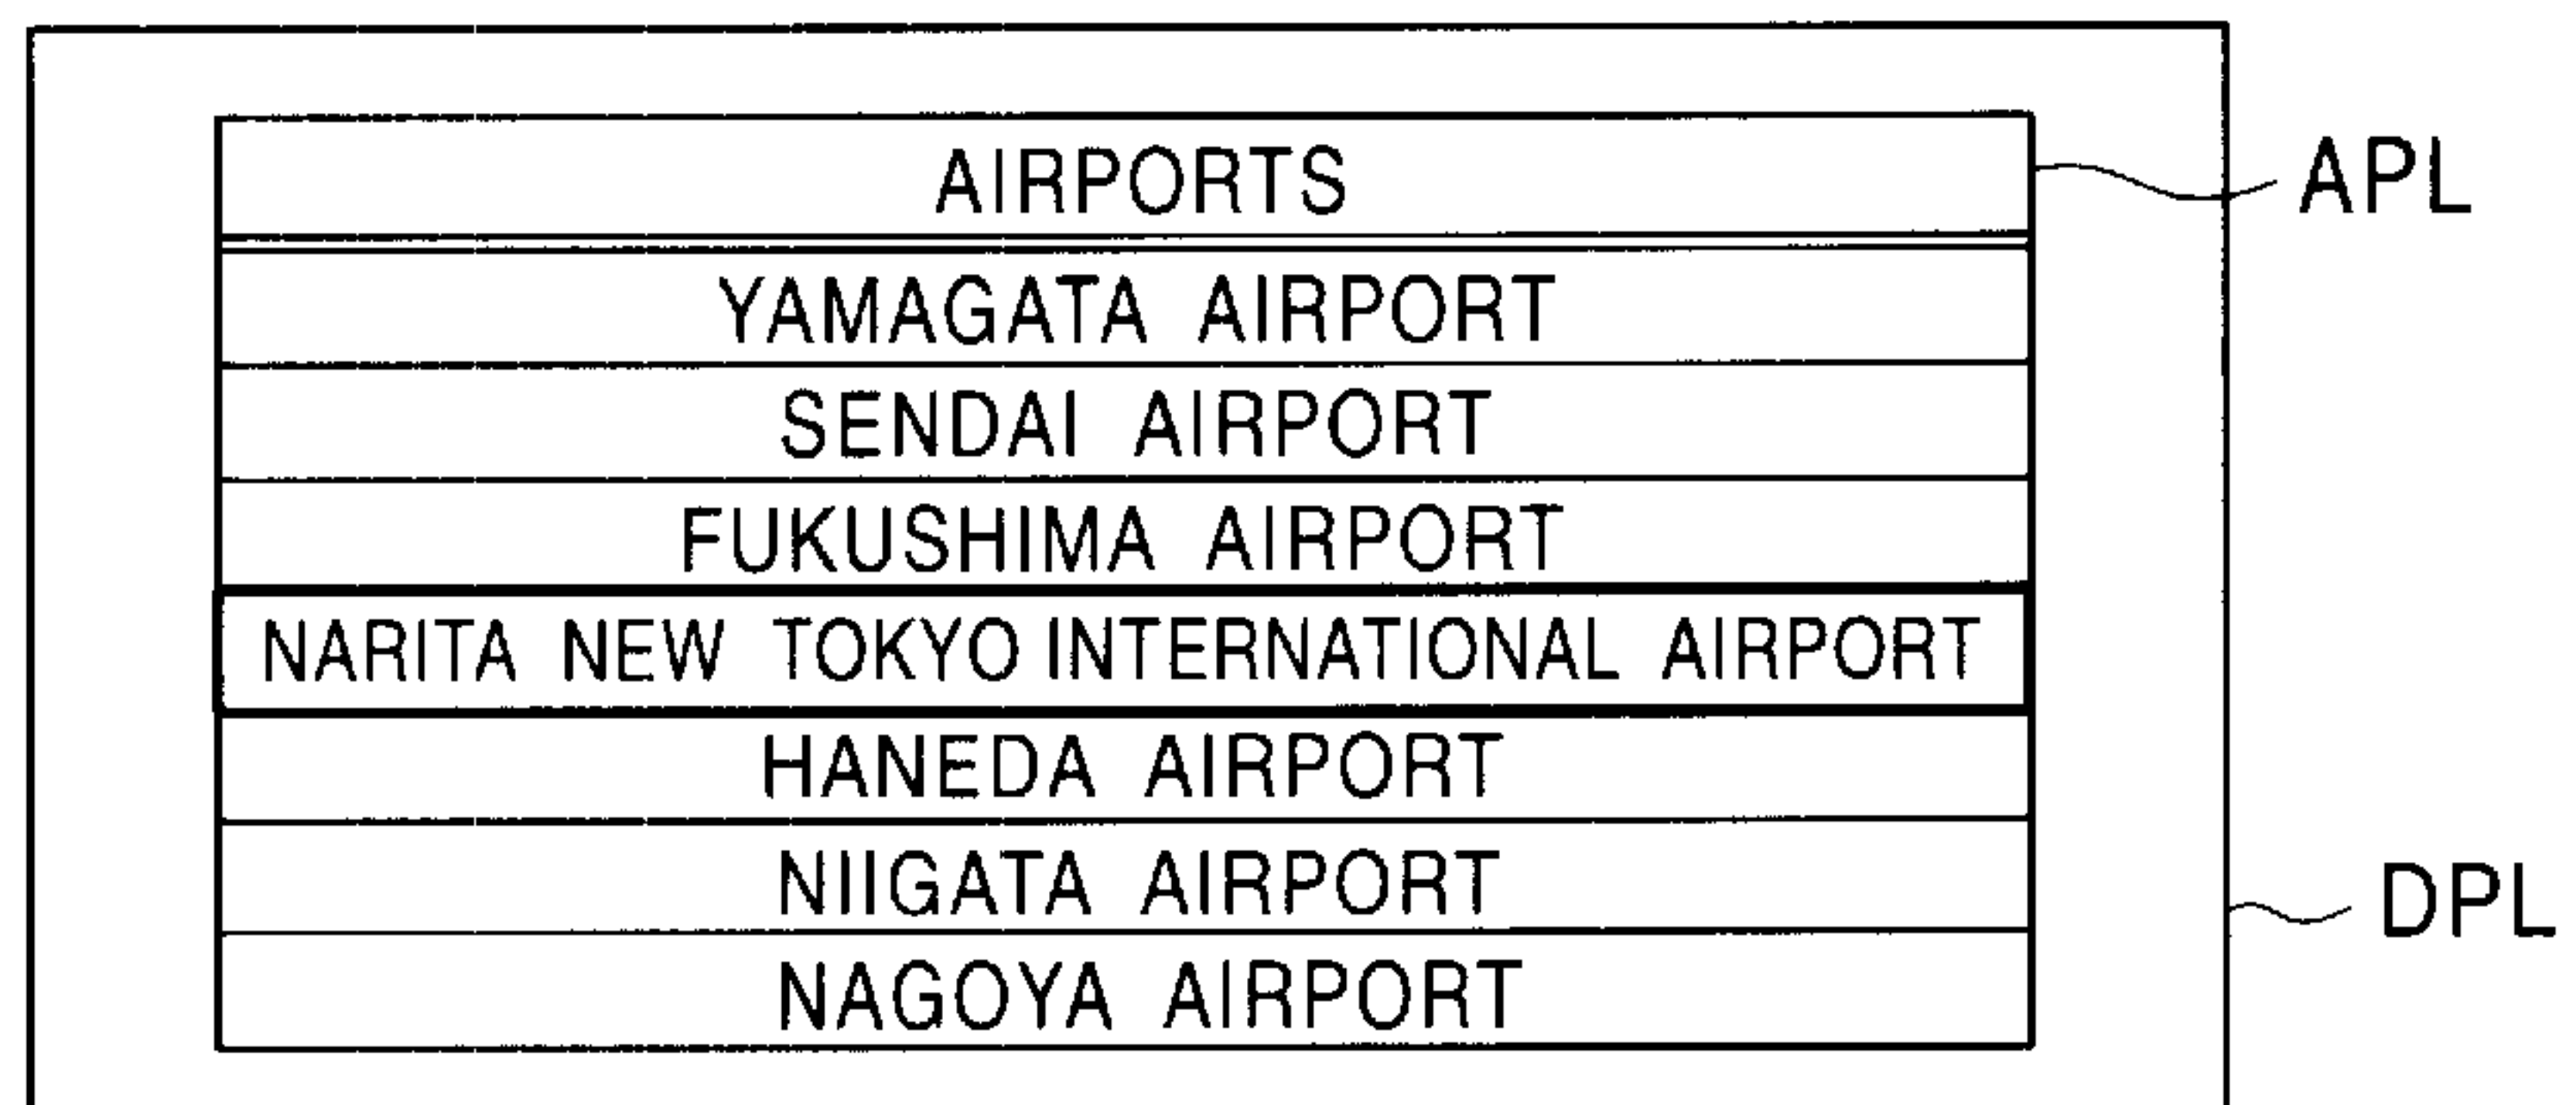 AIRPORTS
APL
YAMAGATA AIRPORT
SENDAI AIRPORT
FUKUSHIMA AIRPORT
NARITA NEW TOKYO INTERNATIONAL AIRPORT
HANEDA AIRPORT
NIIGATA AIRPORT
DPL
NAGOYA AIRPORT